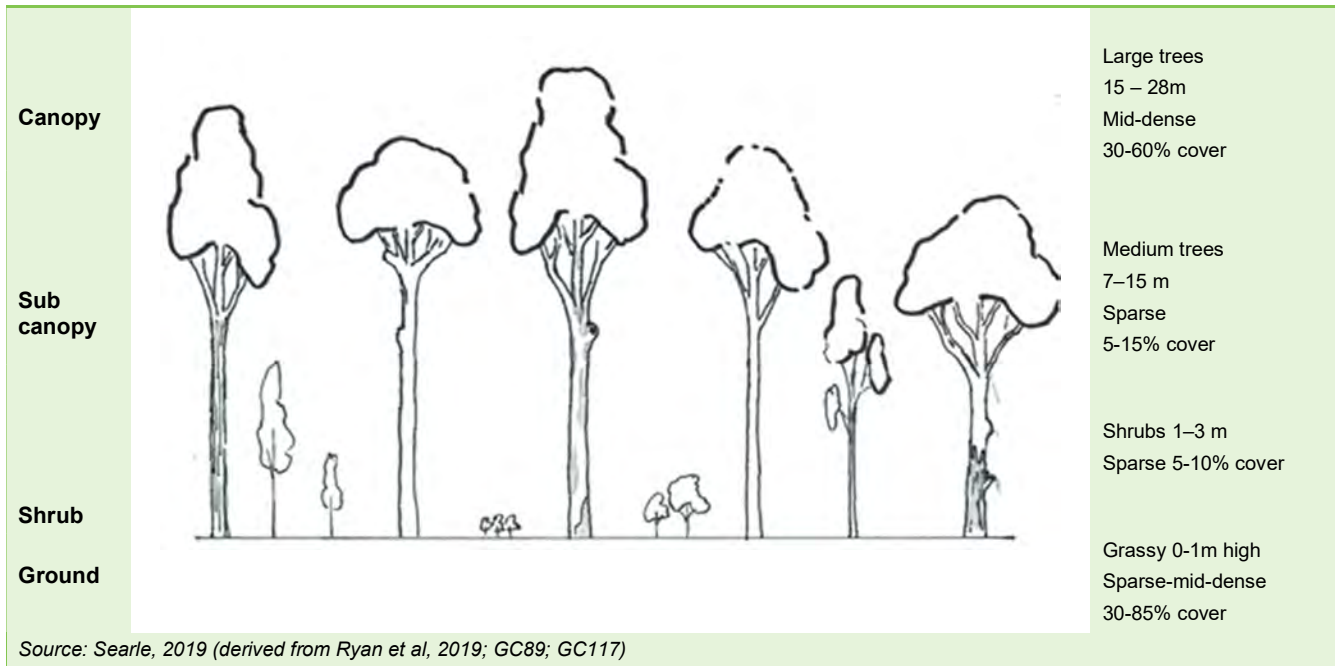 Canopy
Large trees
15 – 28m
Mid-dense
30-60% cover
Sub
canopy
Medium trees
7–15 m
Sparse
5-15% cover
Shrub
Shrubs 1–3 m
Sparse 5-10% cover
Ground
Grassy 0-1m high
Sparse-mid-dense
30-85% cover
Source: Searle, 2019 (derived from Ryan et al, 2019; GC89; GC117)